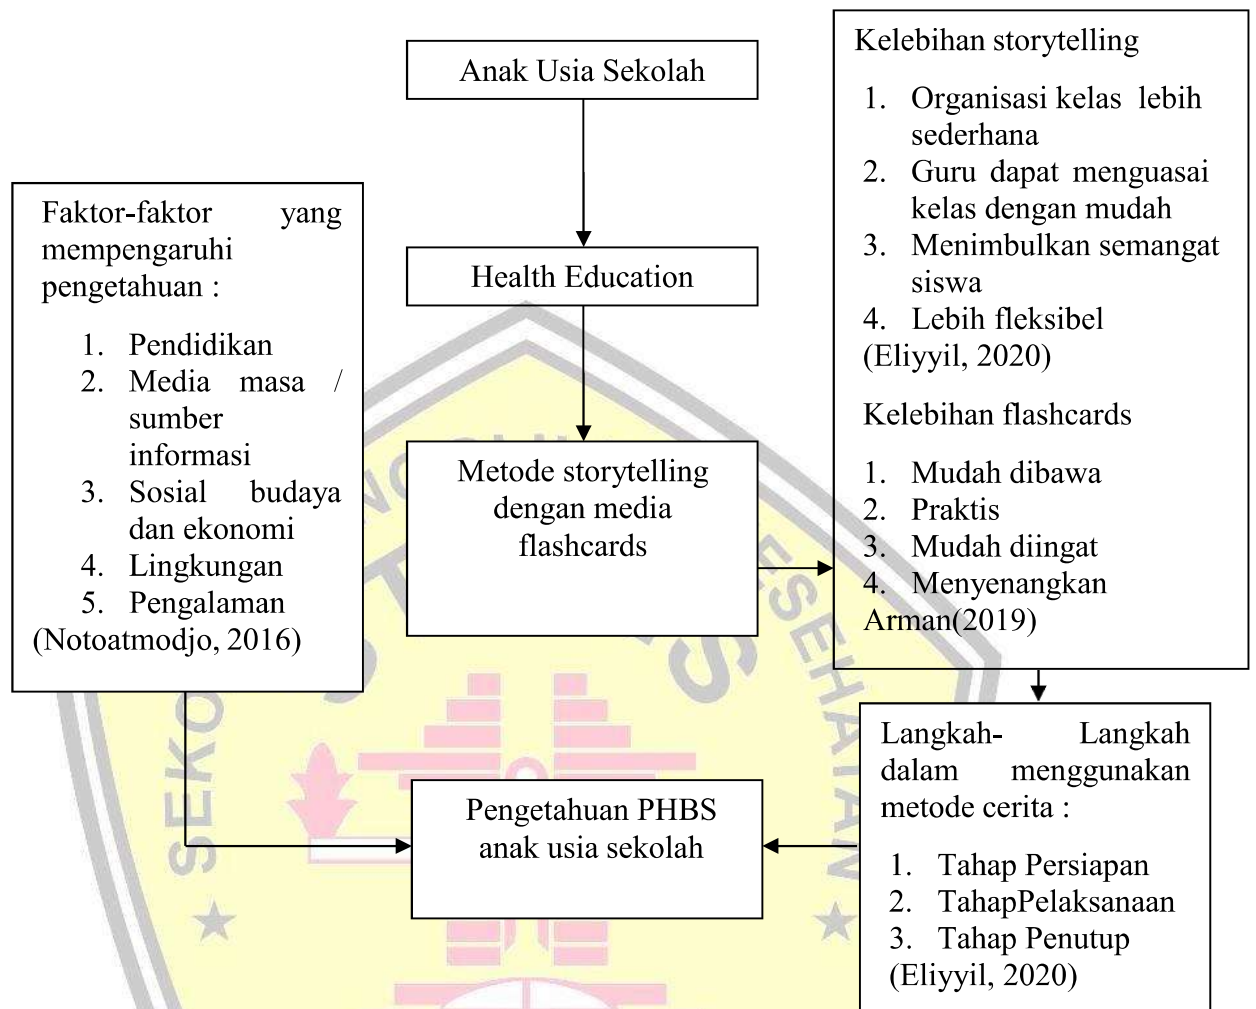 Anak Usia Sekolah
Health Education
Metode storytelling
dengan media
flashcards
Faktor-faktor yang
mempengaruhi
pengetahuan :
1. Pendidikan
2. Media masa /
sumber
informasi
3. Sosial budaya
dan ekonomi
4. Lingkungan
5. Pengalaman
(Notoatmodjo, 2016)
Kelebihan storytelling
1. Organisasi kelas lebih
sederhana
2. Guru dapat menguasai
kelas dengan mudah
3. Menimbulkan semangat
siswa
4. Lebih fleksibel
(Eliyyil, 2020)
Kelebihan flashcards
1. Mudah dibawa
2. Praktis
3. Mudah diingat
4. Menyenangkan
Arman(2019)
Langkah- Langkah
dalam menggunakan
metode cerita :
1. Tahap Persiapan
2. TahapPelaksanaan
3. Tahap Penutup
(Eliyyil, 2020)
Pengetahuan PHBS
anak usia sekolah